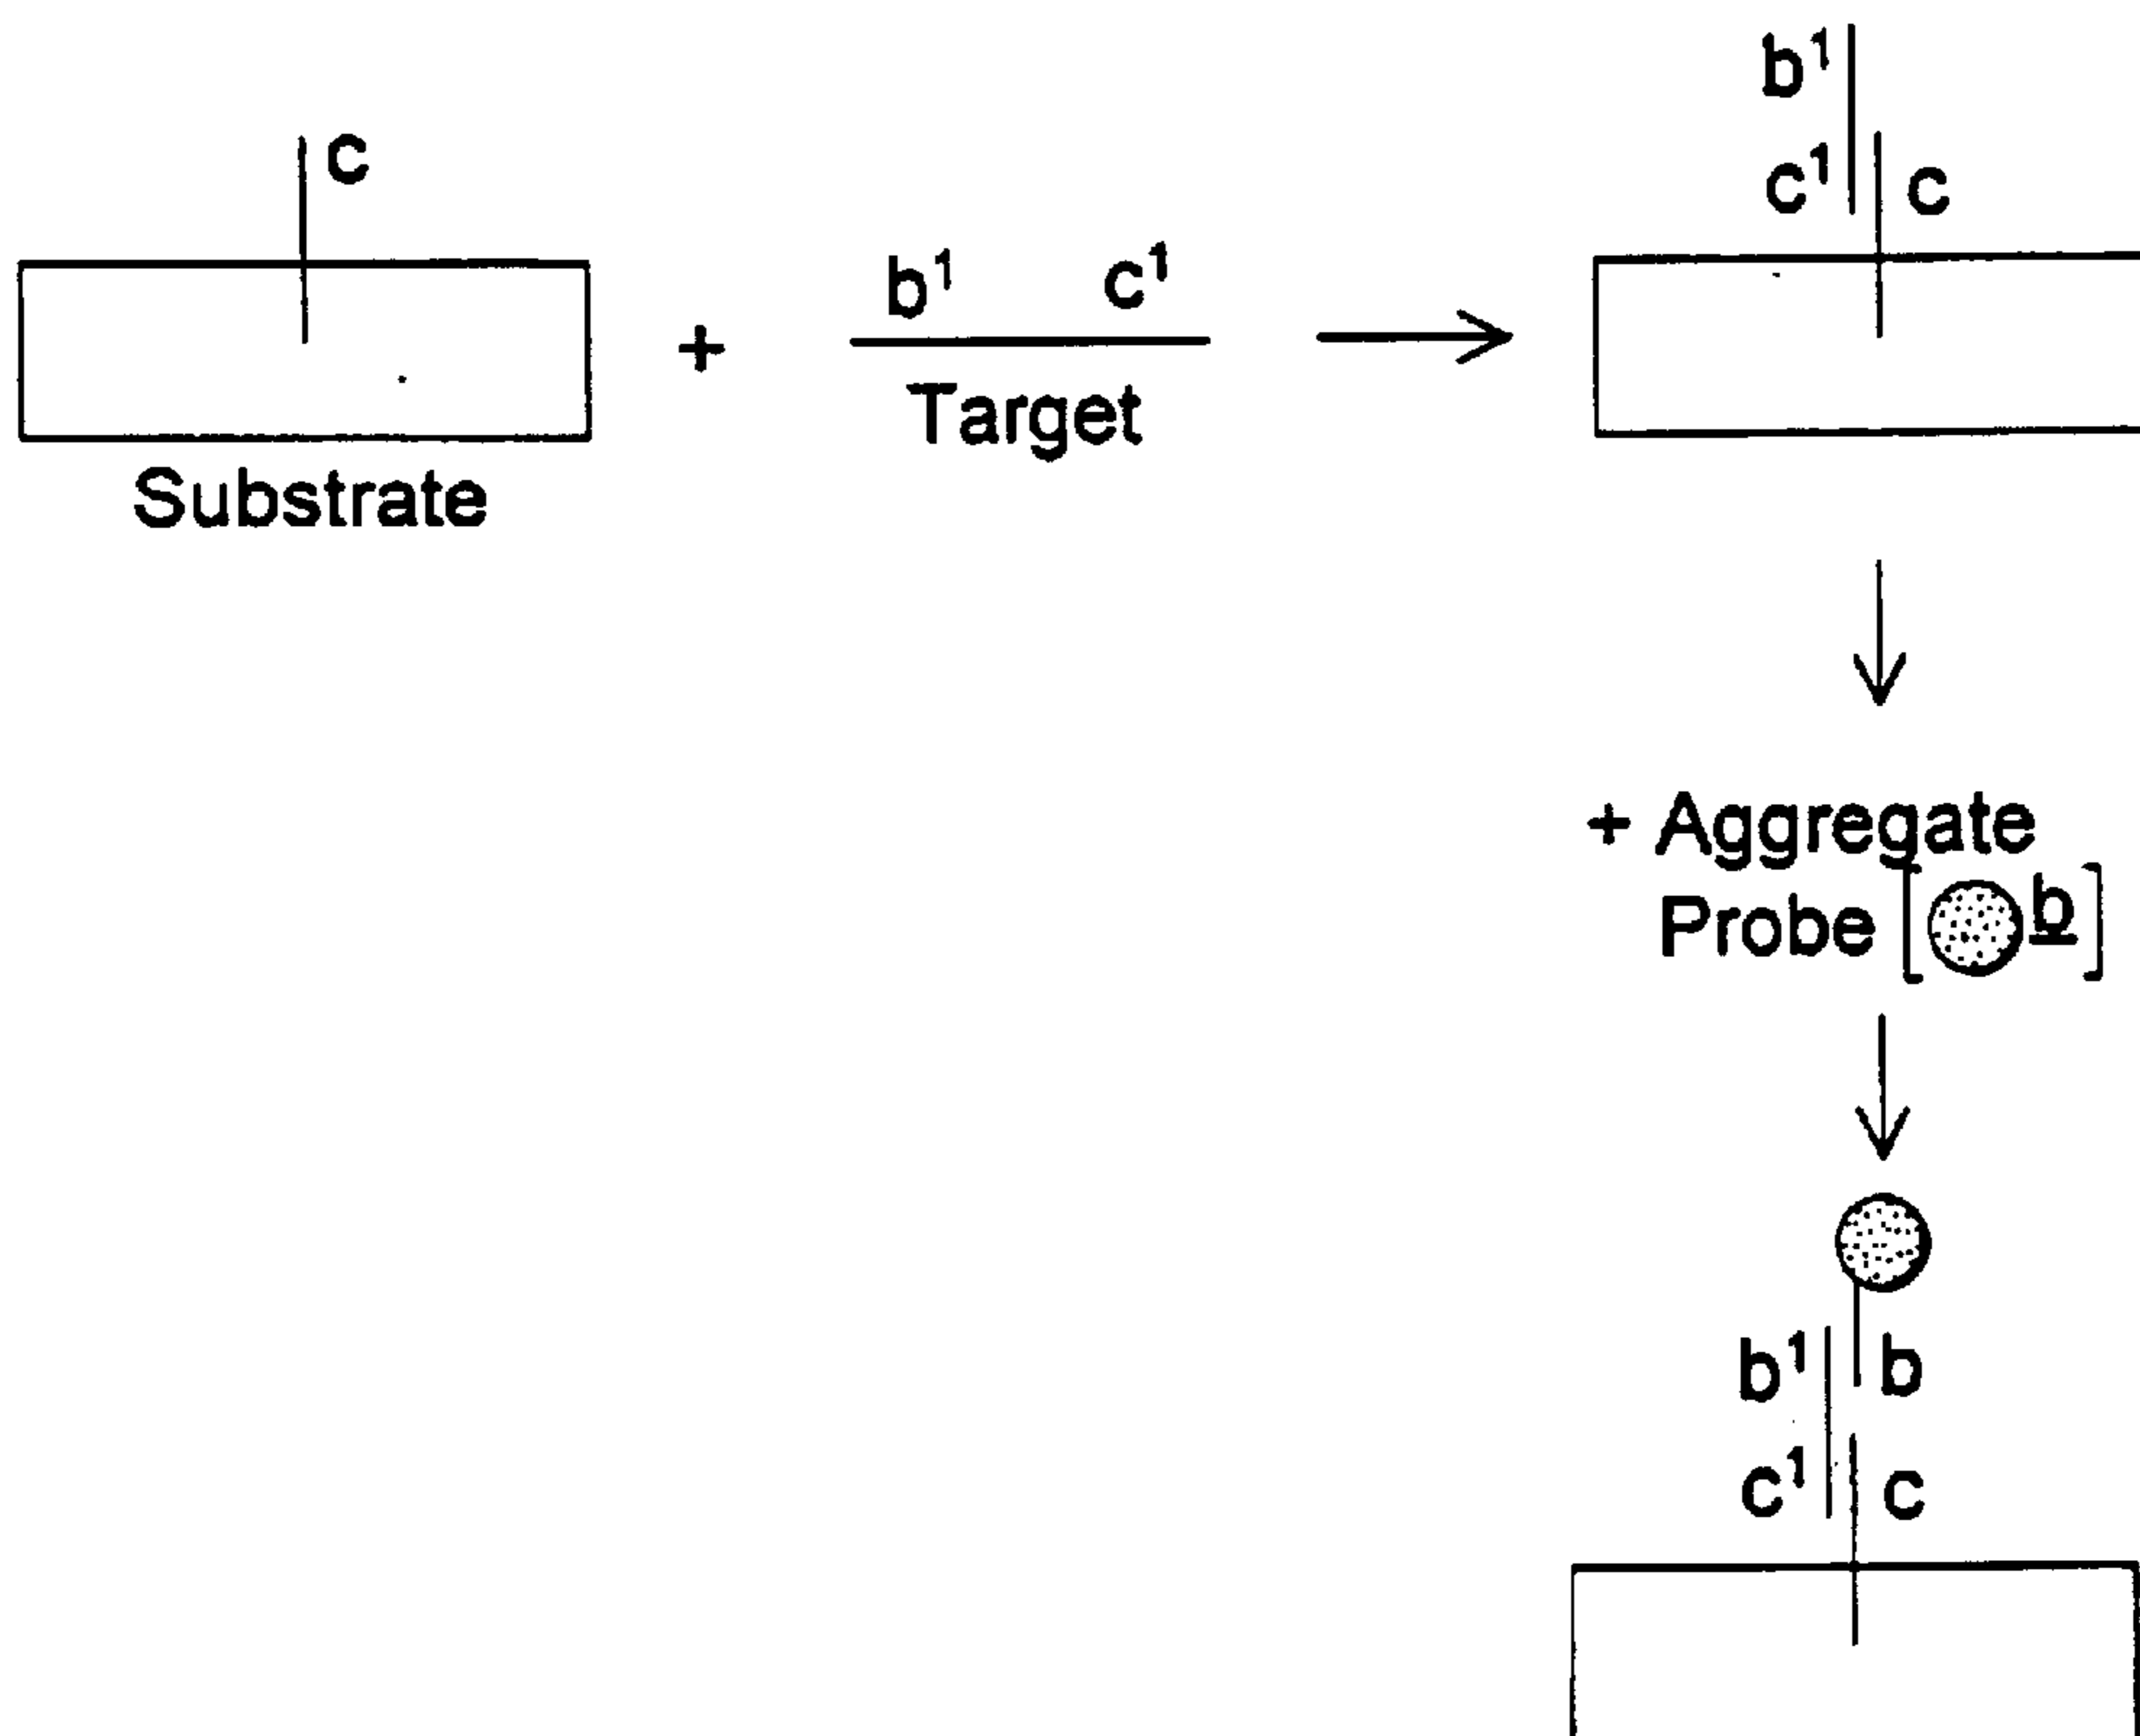 c
Substrate
+
b¹ c¹
Target
b¹
c¹ c
+ Aggregate
Probe [ b ]
b¹ b
c¹ c